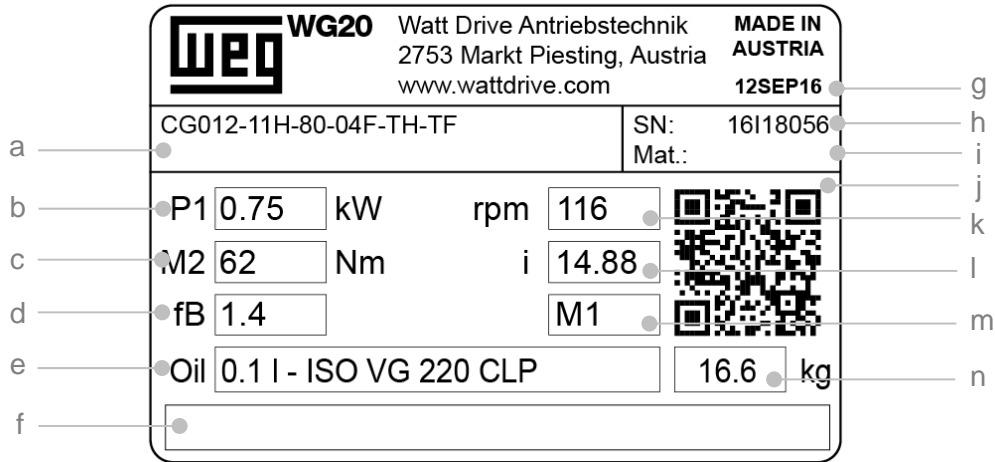 weg WG20 Watt Drive Antriebstechnik MADE IN
2753 Markt Piesting, Austria AUSTRIA
www.wattdrive.com 12SEP16
g
CG012-11H-80-04F-TH-TF SN: 16I18056
h
a Mat.:
i
j
b P1 0.75 kW rpm 116
k
c M2 62 Nm i 14.88 l
d fB 1.4 M1 m
e Oil 0.1 l - ISO VG 220 CLP 16.6 kg n
f